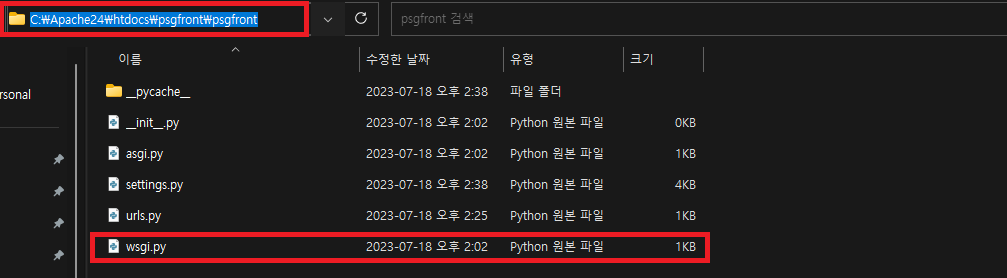 C:₩Apache24₩htdocs₩psgfront₩psgfront psgfront 검색
이름 수정한 날짜 유형 크기
rsonal
__pycache__ 2023-07-18 오후 2:38 파일 폴더
__init__.py 2023-07-18 오후 2:02 Python 원본 파일 0KB
asgi.py 2023-07-18 오후 2:02 Python 원본 파일 1KB
settings.py 2023-07-18 오후 2:38 Python 원본 파일 4KB
urls.py 2023-07-18 오후 2:25 Python 원본 파일 1KB
wsgi.py 2023-07-18 오후 2:02 Python 원본 파일 1KB